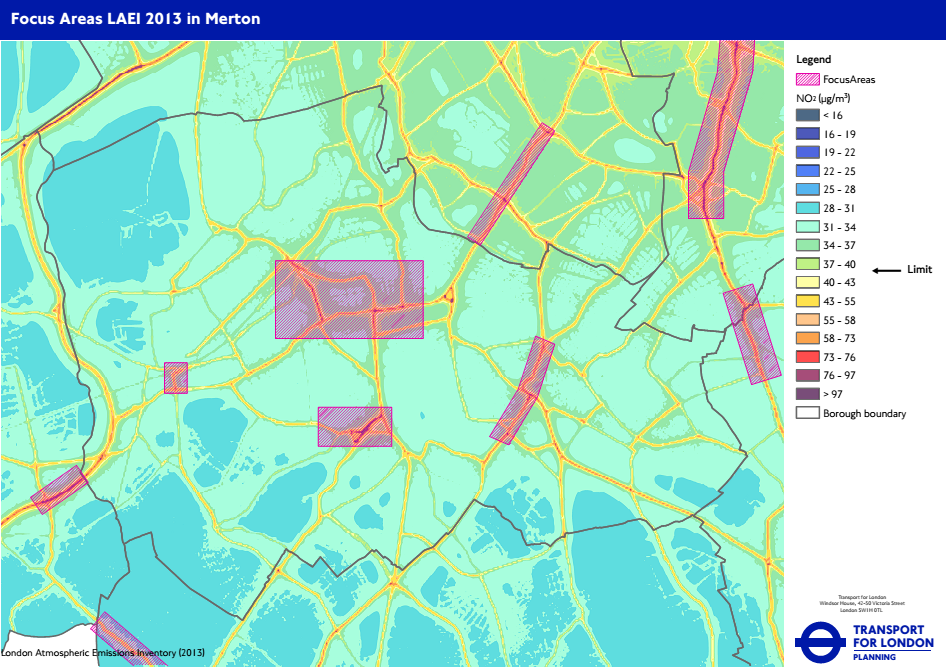 Focus Areas LAEI 2013 in Merton
Legend
FocusAreas
NO2 (µg/m³)
< 16
16 - 19
19 - 22
22 - 25
25 - 28
28 - 31
31 - 34
34 - 37
37 - 40
Limit
40 - 43
43 - 55
55 - 58
58 - 73
73 - 76
76 - 97
> 97
Borough boundary
Transport for London
Windsor House, 42-50 Victoria Street
London SW1H 0TL
TRANSPORT
FOR LONDON
PLANNING
London Atmospheric Emissions Inventory (2013)